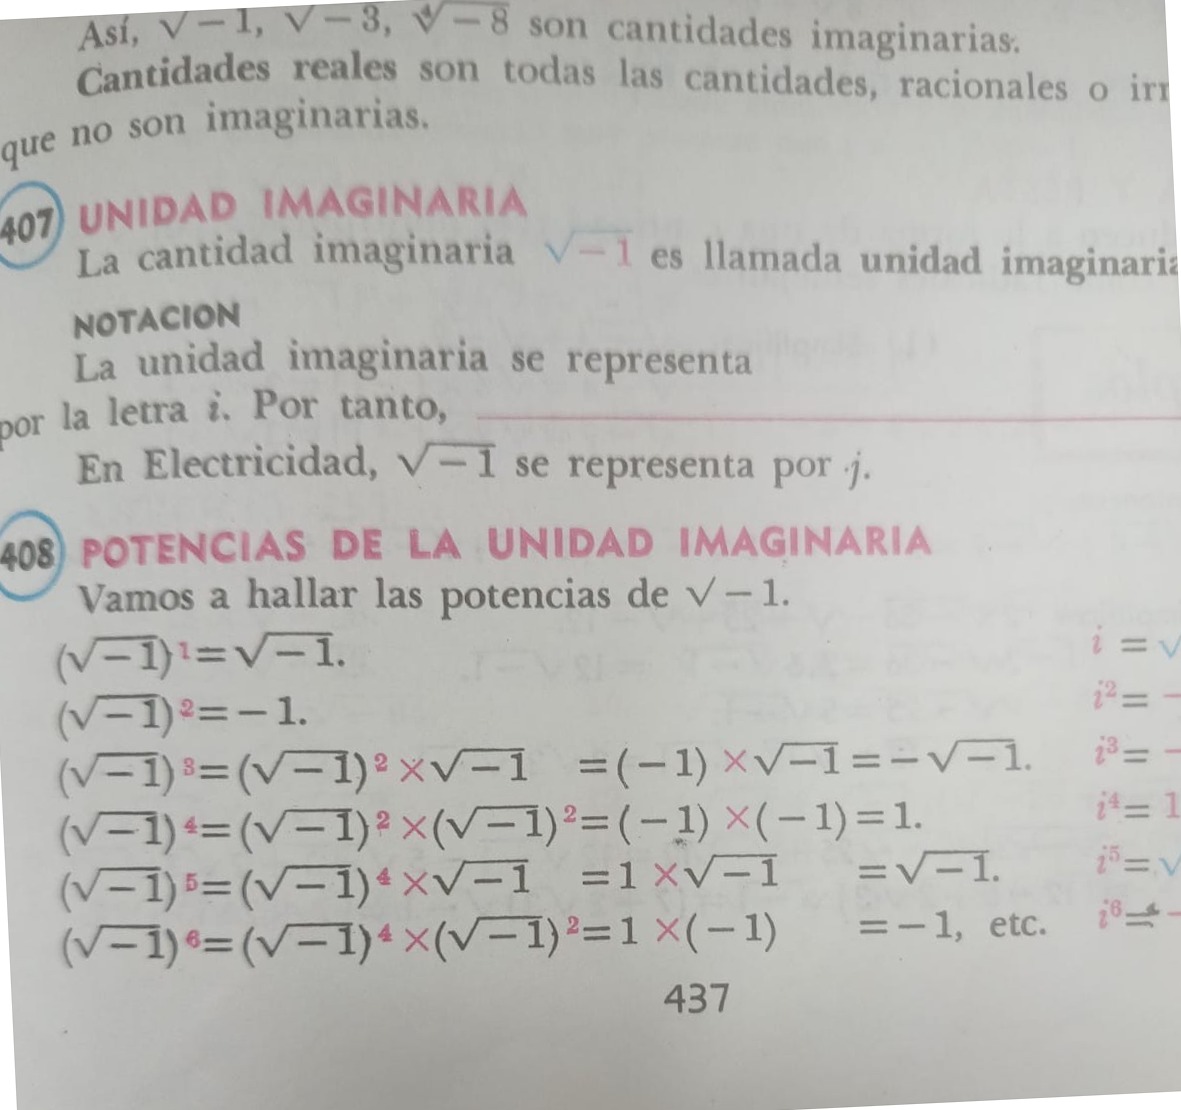 Así, √−1, √−3, ∜−8 son cantidades imaginarias.
Cantidades reales son todas las cantidades, racionales o irr
que no son imaginarias.
407 UNIDAD IMAGINARIA
La cantidad imaginaria √−1 es llamada unidad imaginaria
NOTACION
La unidad imaginaria se representa
por la letra i. Por tanto,
En Electricidad, √−1 se representa por j.
408 POTENCIAS DE LA UNIDAD IMAGINARIA
Vamos a hallar las potencias de √−1.
(√−1)¹=√−1. i = √
(√−1)²=−1. i²= −
(√−1)³=(√−1)²×√−1 =(−1)×√−1=−√−1. i³= −
(√−1)⁴=(√−1)²×(√−1)²=(−1)×(−1)=1. i⁴= 1
(√−1)⁵=(√−1)⁴×√−1 =1×√−1 =√−1. i⁵=√
(√−1)⁶=(√−1)⁴×(√−1)²=1×(−1) =−1, etc. i⁶=−
437